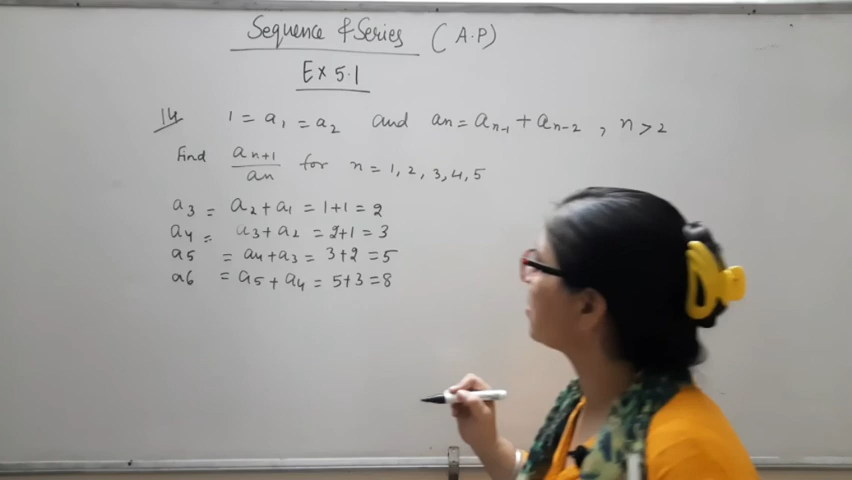 Sequence & Series (A.P)
Ex 5.1
14 1 = a₁ = a₂ and an = aₙ₋₁ + aₙ₋₂ , n > 2
Find aₙ₊₁/an for n = 1, 2, 3, 4, 5
a₃ = a₂ + a₁ = 1+1 = 2
a₄ = a₃ + a₂ = 2+1 = 3
a₅ = a₄ + a₃ = 3+2 = 5
a₆ = a₅ + a₄ = 5+3 = 8